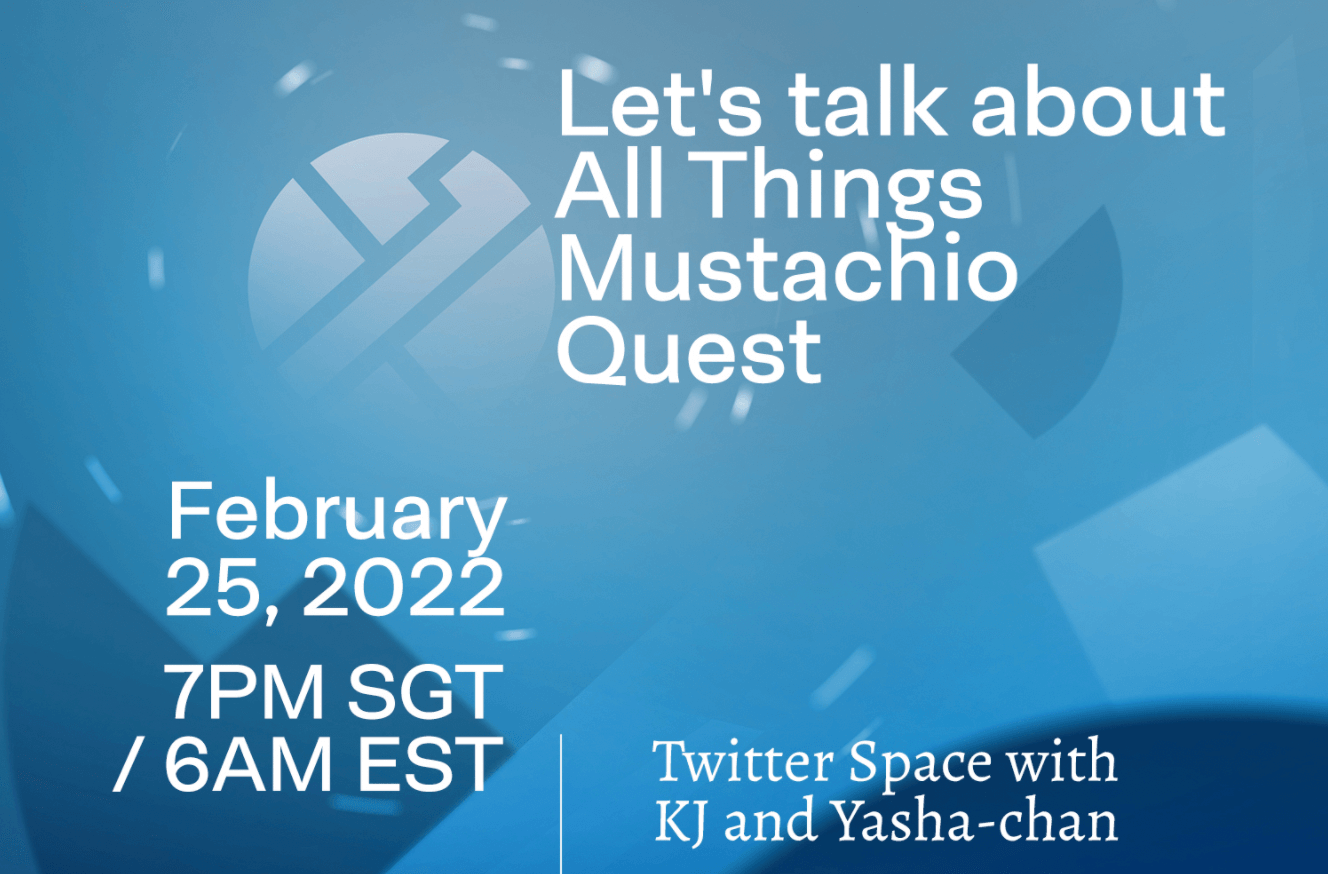 Let's talk about
All Things
Mustachio
Quest
February
25, 2022
7PM SGT
/ 6AM EST
Twitter Space with
KJ and Yasha-chan